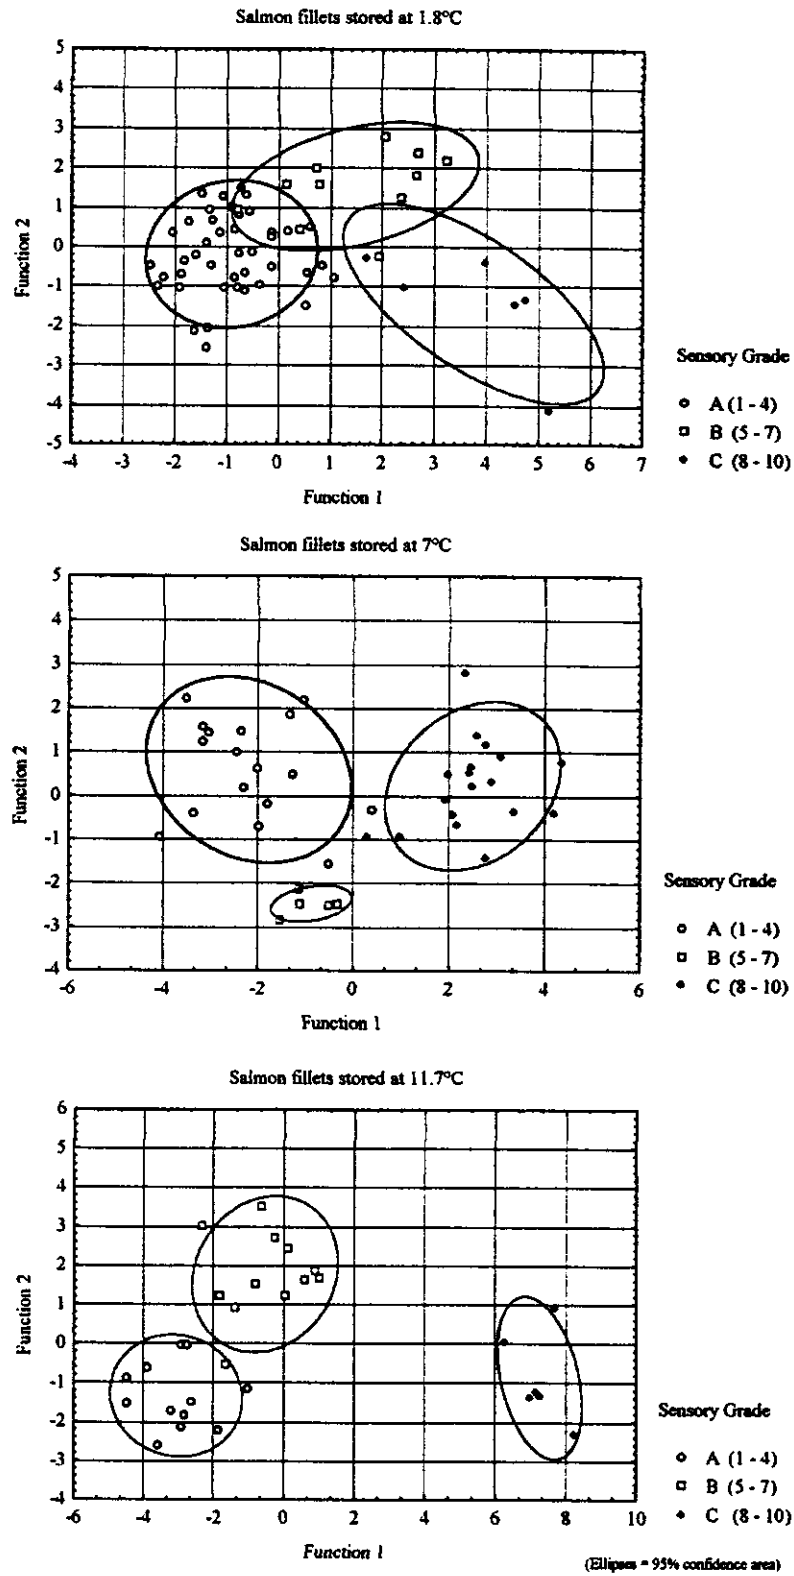 Salmon fillets stored at 1.8°C
5
4
3
2
1
0
-1
-2
-3
-4
-5
Function 2
-4 -3 -2 -1 0 1 2 3 4 5 6 7
Function 1
Sensory Grade
A (1 - 4)
B (5 - 7)
C (8 - 10)
Salmon fillets stored at 7°C
5
4
3
2
1
0
-1
-2
-3
-4
Function 2
-6 -4 -2 0 2 4 6
Function 1
Sensory Grade
A (1 - 4)
B (5 - 7)
C (8 - 10)
Salmon fillets stored at 11.7°C
6
5
4
3
2
1
0
-1
-2
-3
-4
Function 2
-6 -4 -2 0 2 4 6 8 10
Function 1
Sensory Grade
A (1 - 4)
B (5 - 7)
C (8 - 10)
(Ellipses = 95% confidence area)